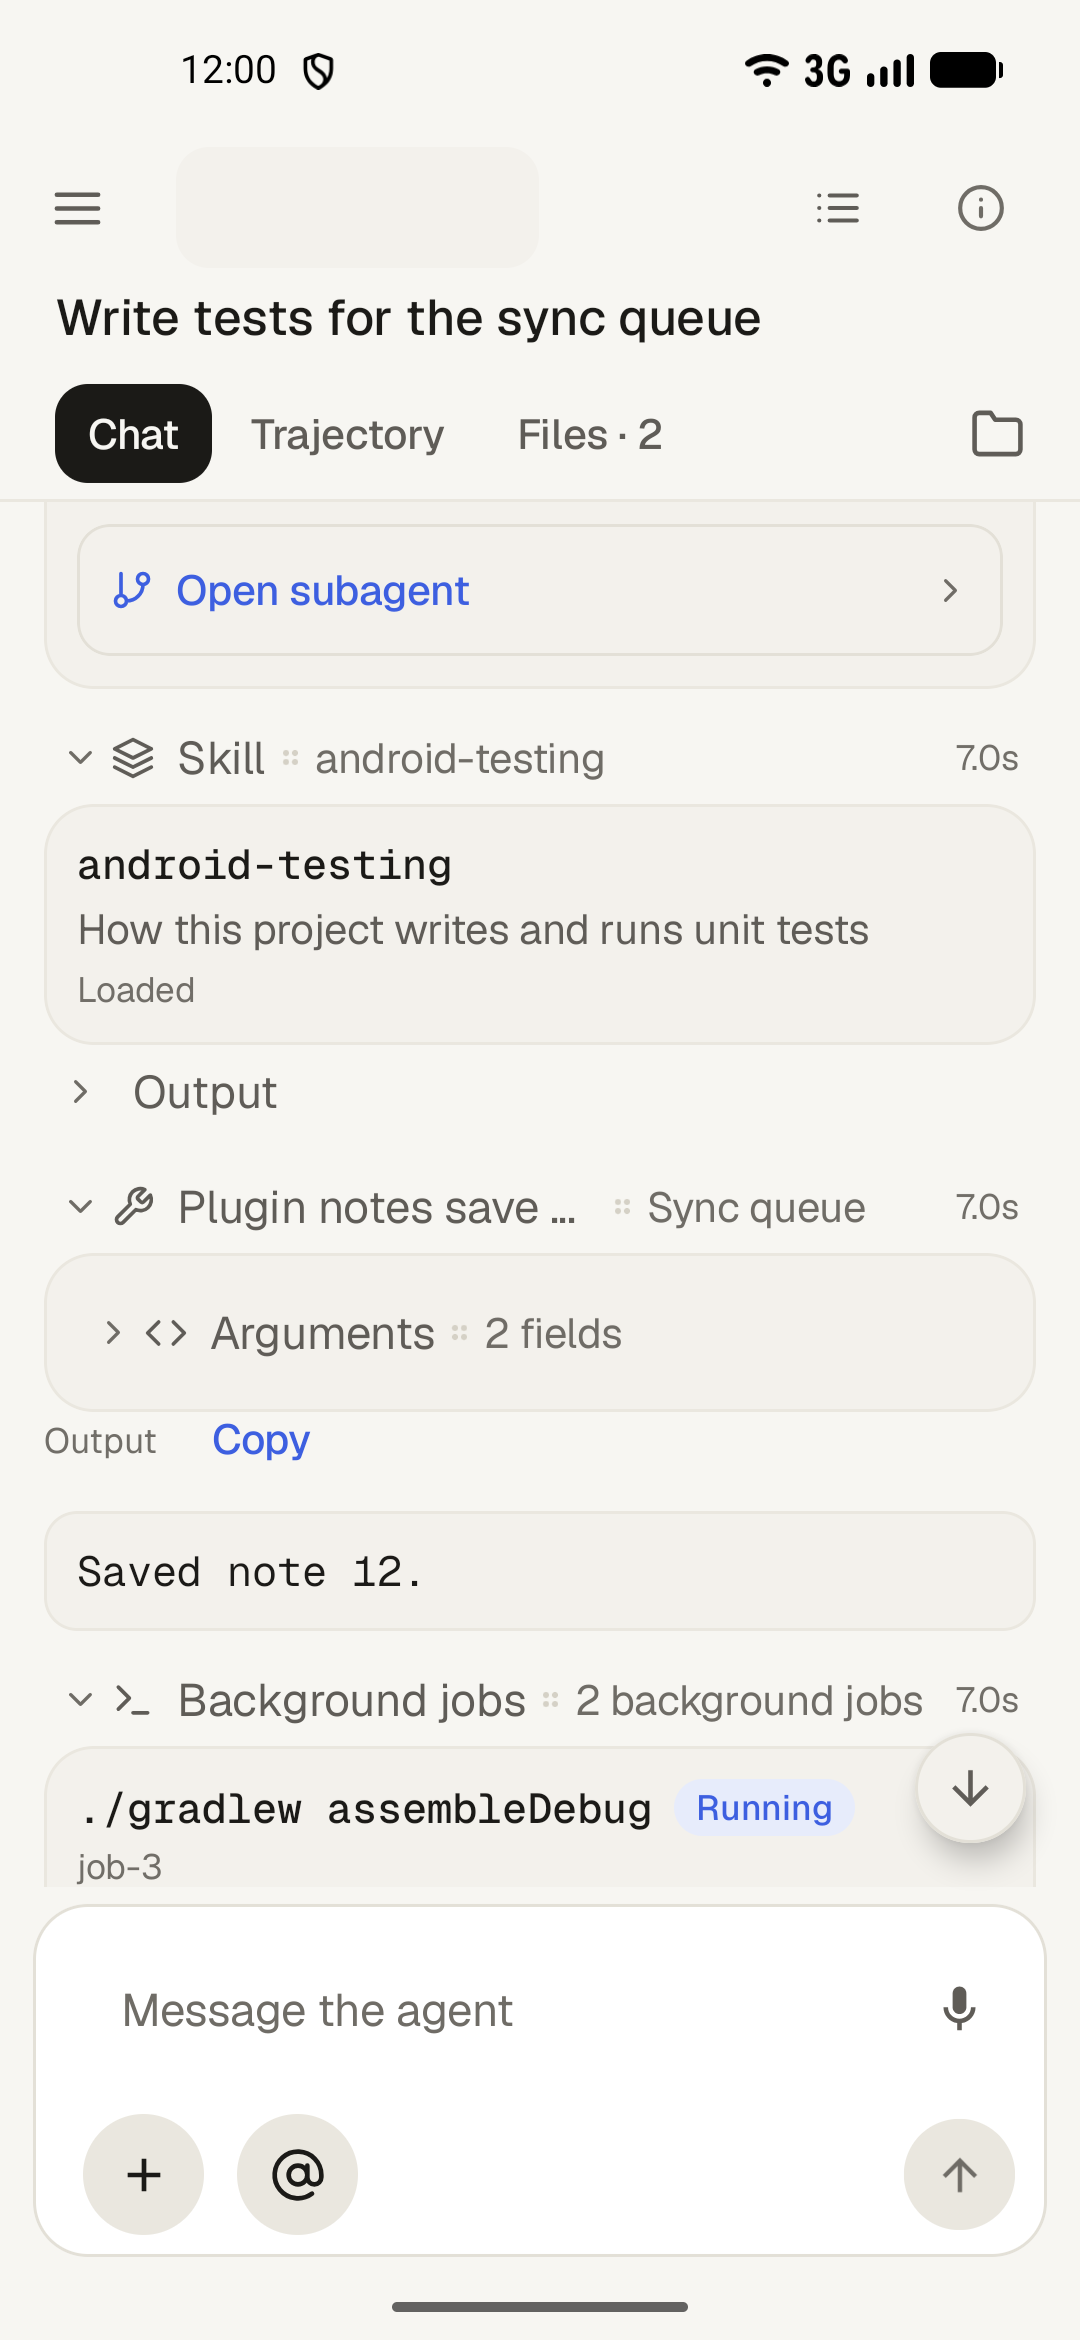 12:00
3G
Write tests for the sync queue
Chat
Trajectory
Files · 2
Open subagent
Skill android-testing 7.0s
android-testing
How this project writes and runs unit tests
Loaded
Output
Plugin notes save ... Sync queue 7.0s
Arguments 2 fields
Output Copy
Saved note 12.
Background jobs 2 background jobs 7.0s
./gradlew assembleDebug Running
job-3
Message the agent